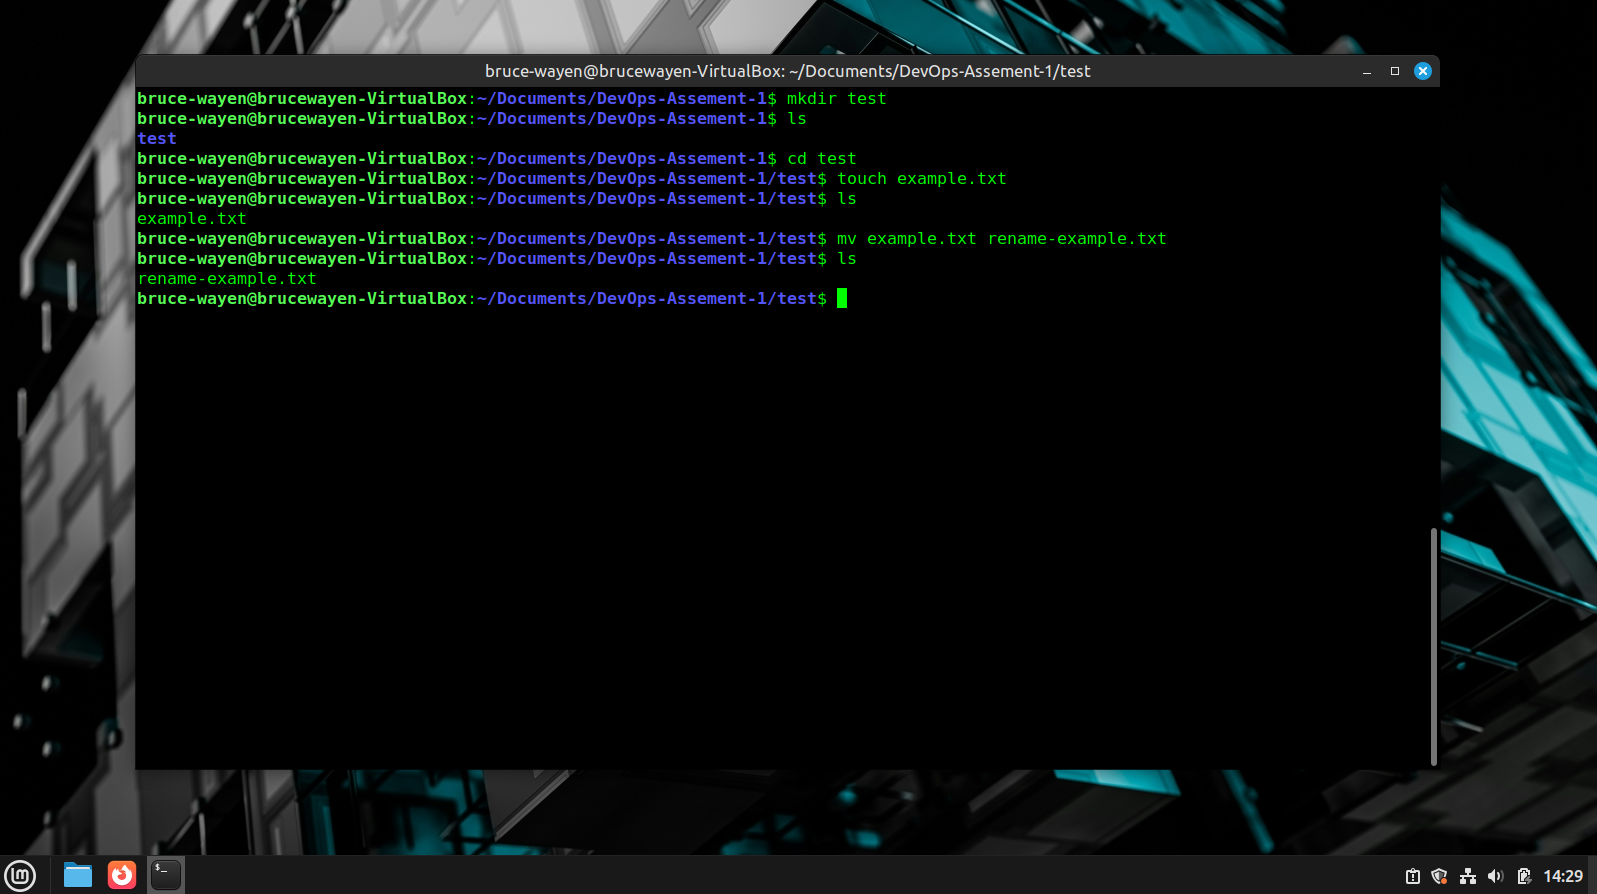 bruce-wayen@brucewayen-VirtualBox: ~/Documents/DevOps-Assement-1/test
bruce-wayen@brucewayen-VirtualBox:~/Documents/DevOps-Assement-1$ mkdir test
bruce-wayen@brucewayen-VirtualBox:~/Documents/DevOps-Assement-1$ ls
test
bruce-wayen@brucewayen-VirtualBox:~/Documents/DevOps-Assement-1$ cd test
bruce-wayen@brucewayen-VirtualBox:~/Documents/DevOps-Assement-1/test$ touch example.txt
bruce-wayen@brucewayen-VirtualBox:~/Documents/DevOps-Assement-1/test$ ls
example.txt
bruce-wayen@brucewayen-VirtualBox:~/Documents/DevOps-Assement-1/test$ mv example.txt rename-example.txt
bruce-wayen@brucewayen-VirtualBox:~/Documents/DevOps-Assement-1/test$ ls
rename-example.txt
bruce-wayen@brucewayen-VirtualBox:~/Documents/DevOps-Assement-1/test$
14:29